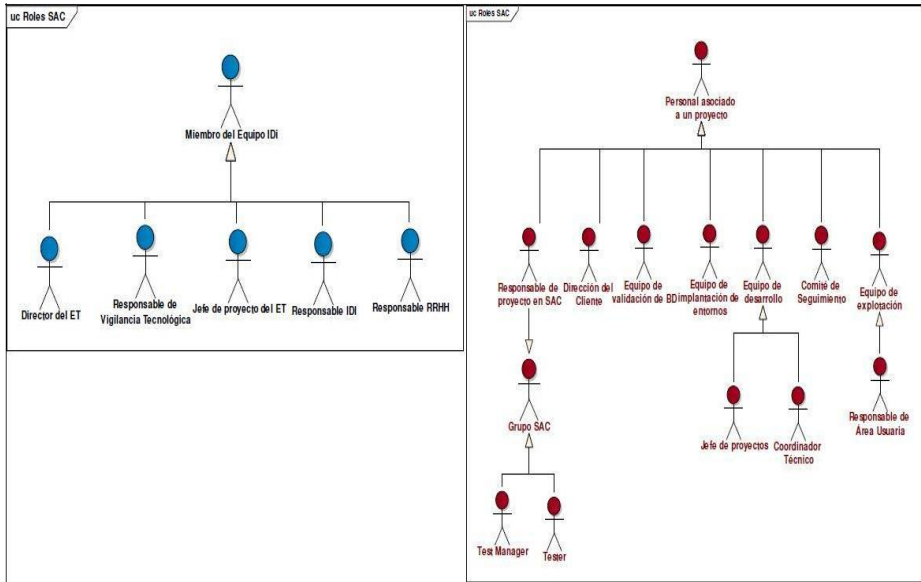 uc Roles SAC
Miembro del Equipo IDi
Director del ET
Responsable de
Vigilancia Tecnológica
Jefe de proyecto del ET
Responsable IDI
Responsable RRHH
uc Roles SAC
Personal asociado
a un proyecto
Responsable de
proyecto en SAC
Dirección del
Cliente
Equipo de
validación de BD
Equipo de
implantación de
entornos
Equipo de
desarrollo
Comité de
Seguimiento
Equipo de
explotación
Grupo SAC
Jefe de proyectos
Coordinador
Técnico
Responsable de
Área Usuaria
Test Manager
Tester